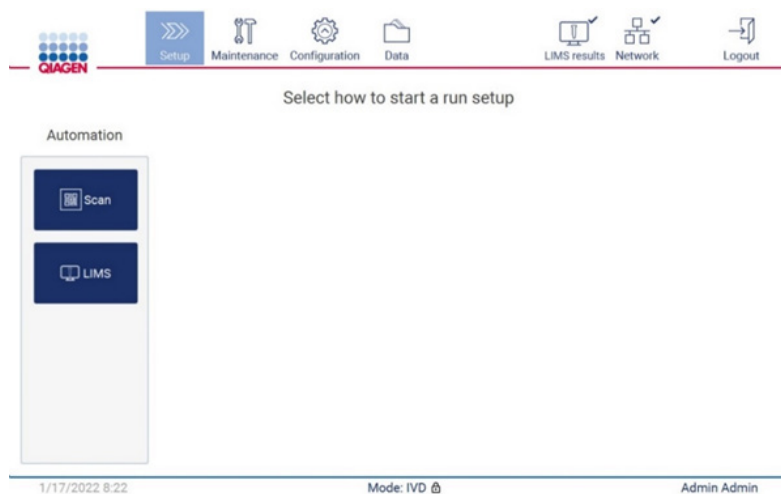 QIAGEN
Setup Maintenance Configuration Data LIMS results Network Logout
Select how to start a run setup
Automation
Scan
LIMS
1/17/2022 8:22 Mode: IVD Admin Admin